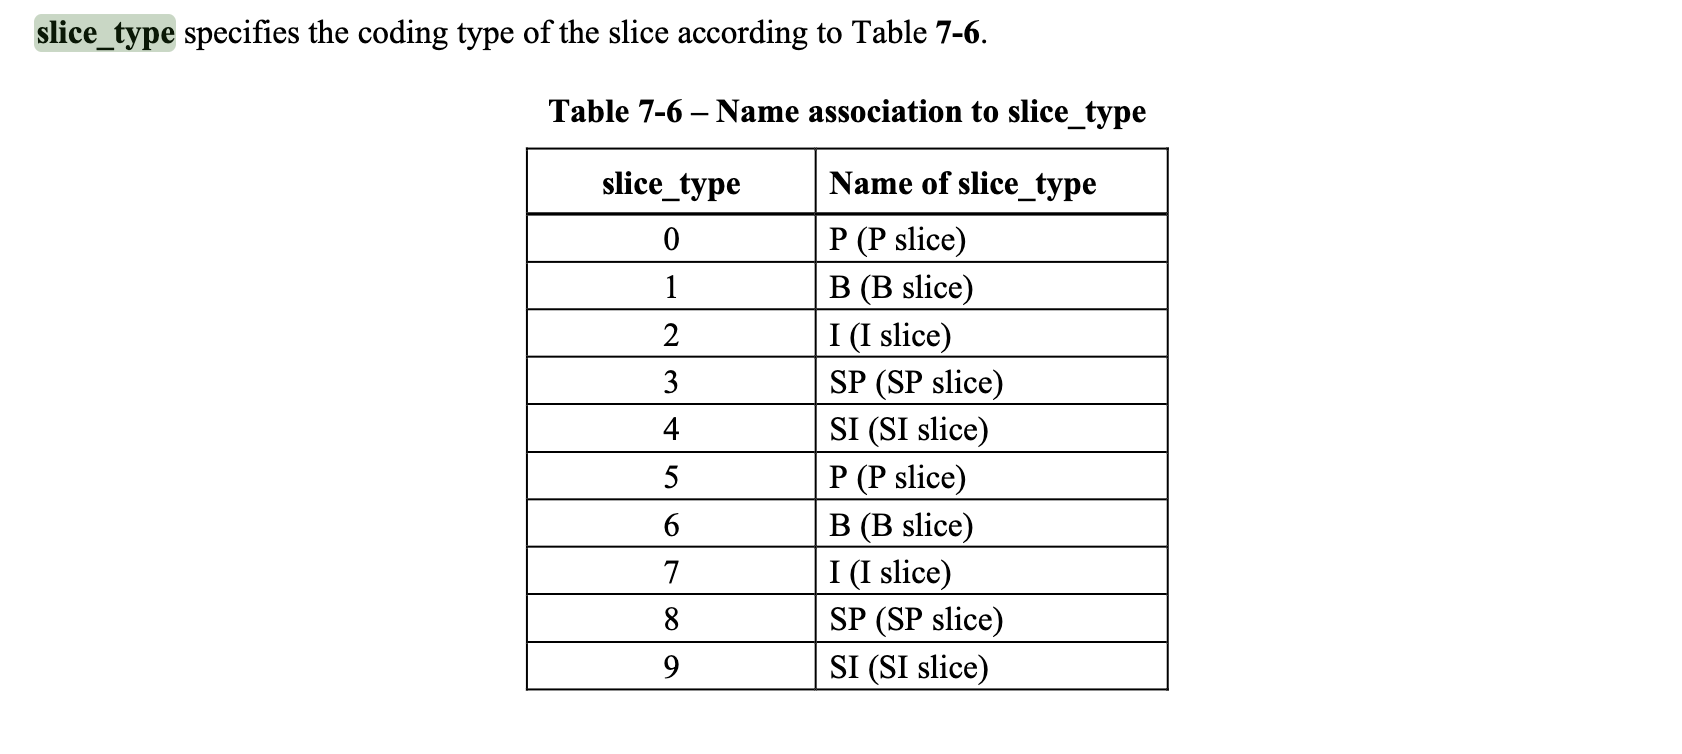 slice_type specifies the coding type of the slice according to Table 7-6.
Table 7-6 – Name association to slice_type
slice_type Name of slice_type
0 P (P slice)
1 B (B slice)
2 I (I slice)
3 SP (SP slice)
4 SI (SI slice)
5 P (P slice)
6 B (B slice)
7 I (I slice)
8 SP (SP slice)
9 SI (SI slice)